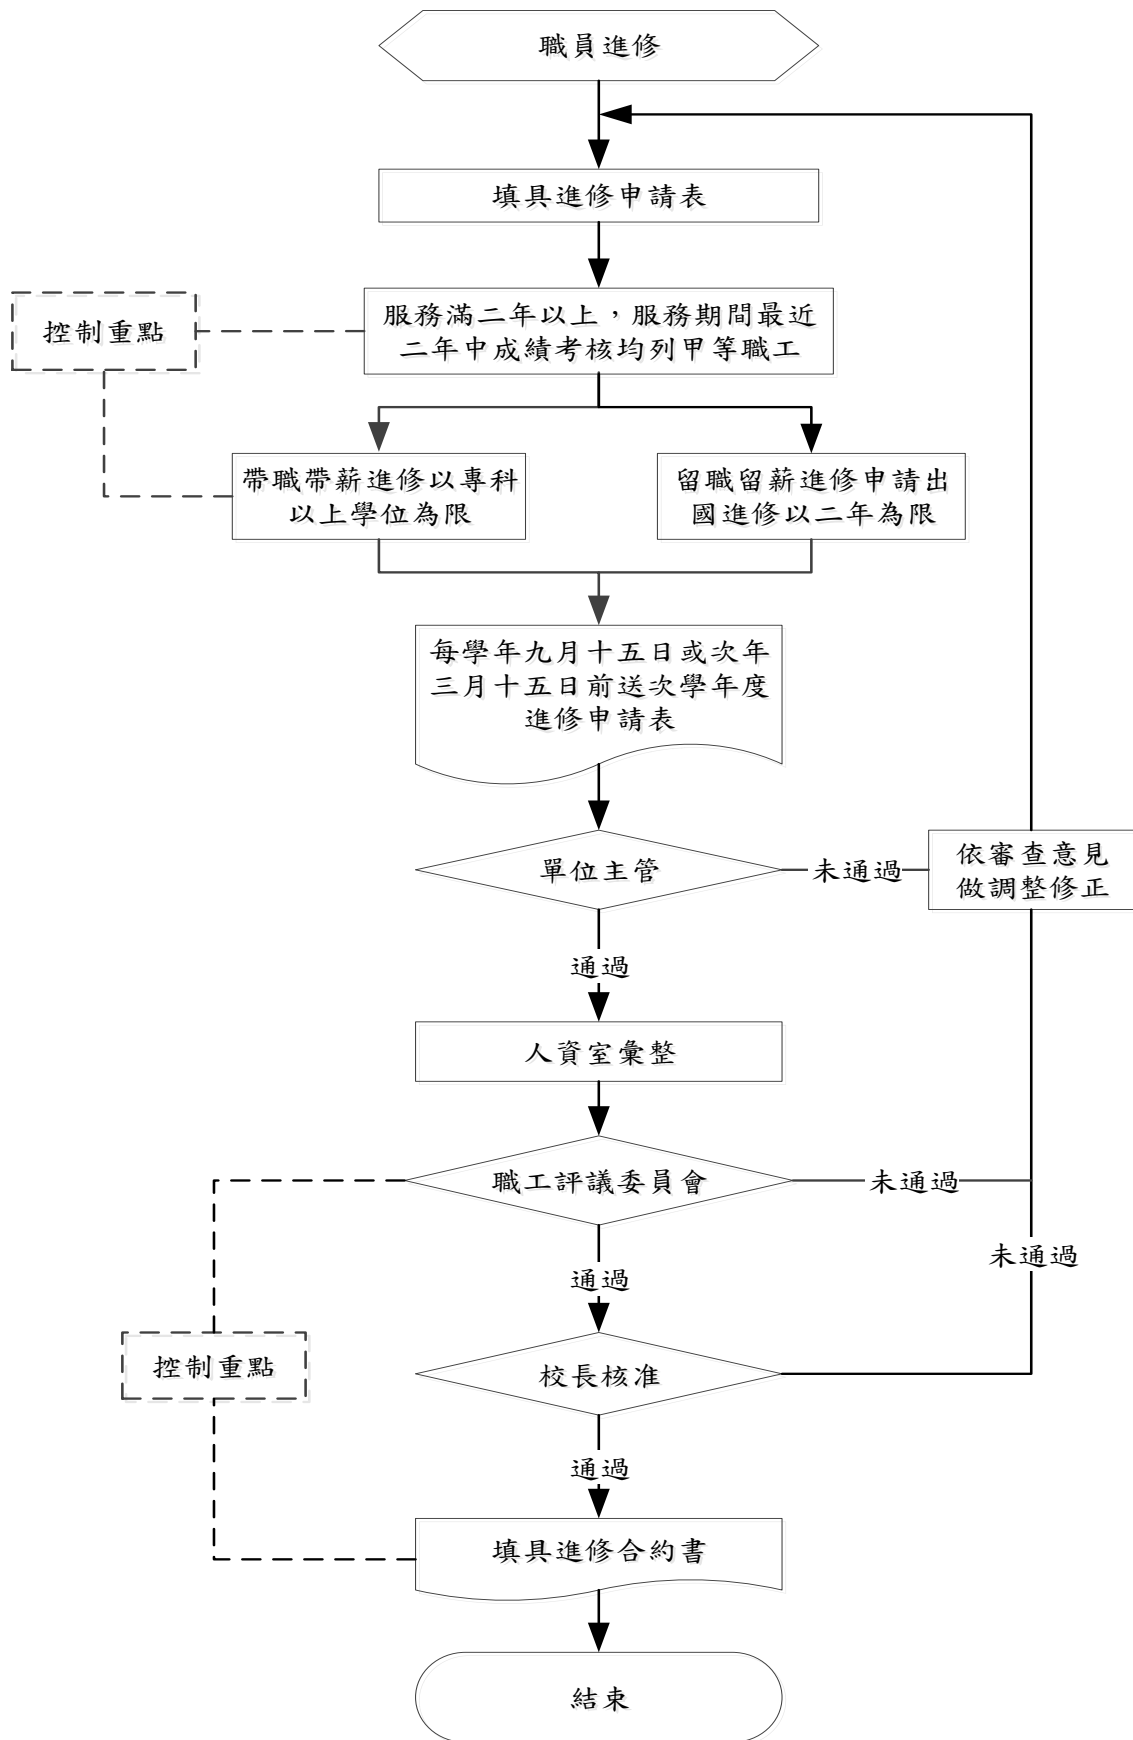 職員進修
填具進修申請表
控制重點
服務滿二年以上，服務期間最近
二年中成績考核均列甲等職工
帶職帶薪進修以專科
以上學位為限
留職留薪進修申請出
國進修以二年為限
每學年九月十五日或次年
三月十五日前送次學年度
進修申請表
單位主管
未通過
依審查意見
做調整修正
通過
人資室彙整
職工評議委員會
未通過
未通過
通過
控制重點
校長核准
通過
填具進修合約書
結束